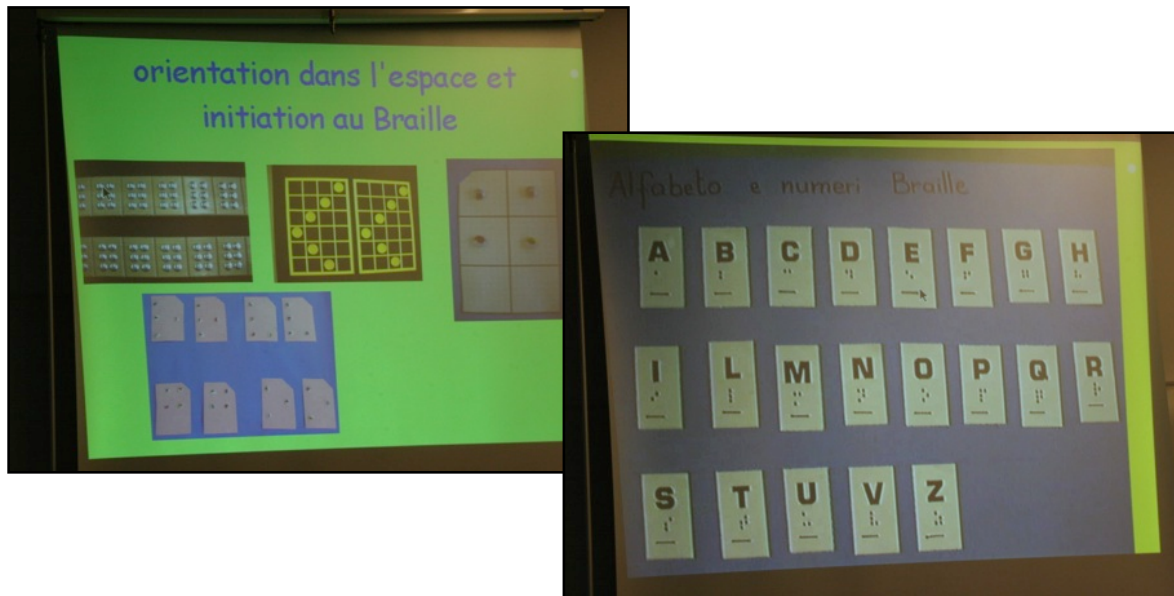 orientation dans l'espace et
initiation au Braille
Alfabeto e numeri Braille
A B C D E F G H
I L M N O P Q R
S T U V Z